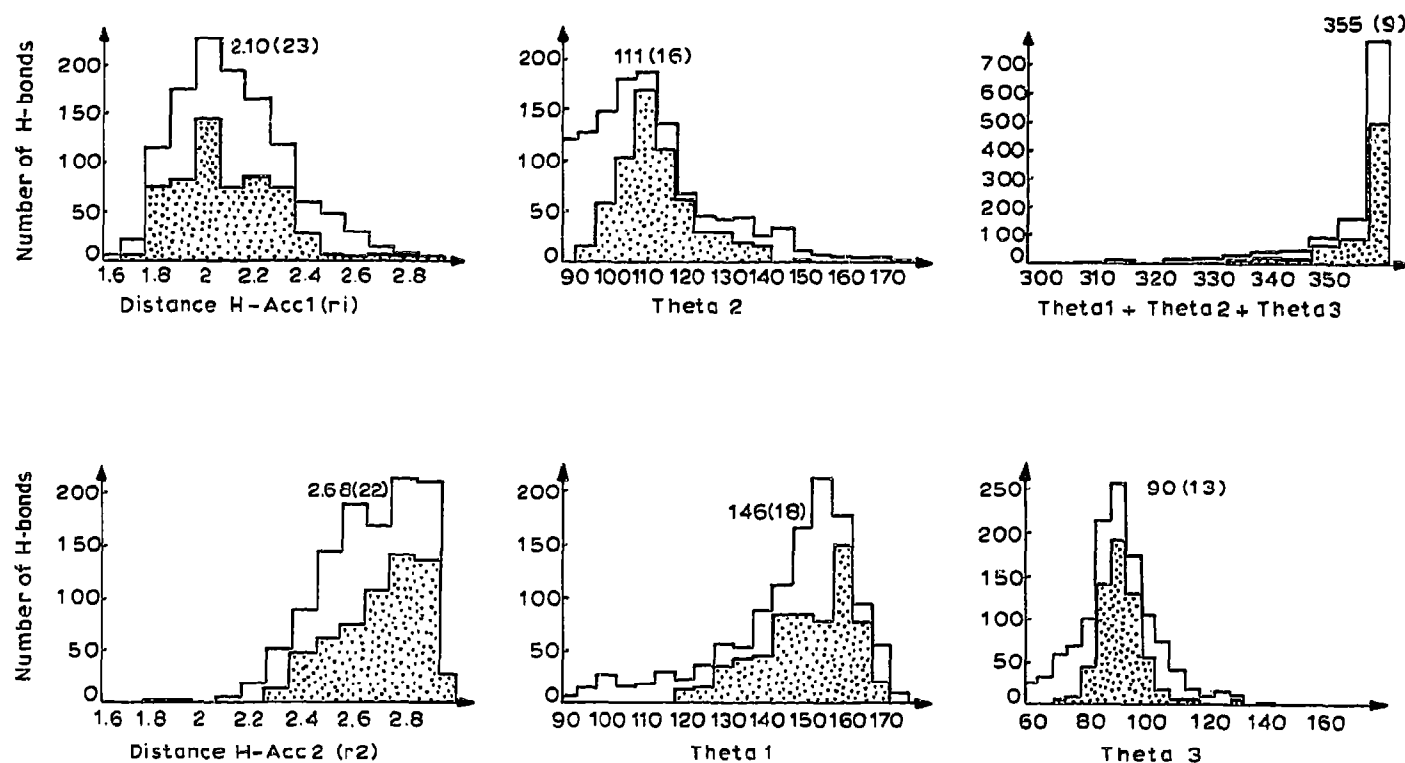 Number of H-bonds
2.10(23)
200
150
100
50
0
1.6 1.8 2 2.2 2.4 2.6 2.8
Distance H-Acc1(ri)
111(16)
200
150
100
50
0
90 100 110 120 130 140 150 160 170
Theta 2
355 (9)
700
600
500
400
300
200
100
0
300 310 320 330 340 350
Theta1 + Theta2 + Theta3
Number of H-bonds
2.68(22)
200
150
100
50
0
1.6 1.8 2 2.2 2.4 2.6 2.8
Distance H-Acc2 (r2)
146(18)
200
150
100
50
0
90 100 110 120 130 140 150 160 170
Theta 1
90(13)
250
200
150
100
50
0
60 80 100 120 140 160
Theta 3